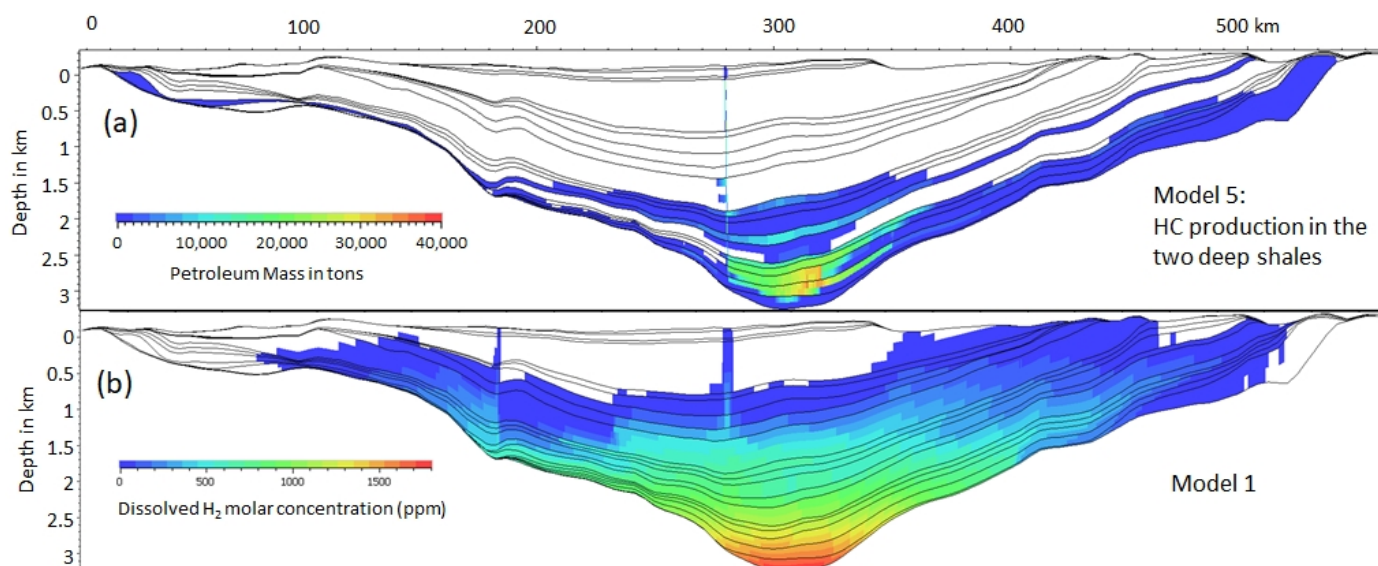 0 100 200 300 400 500 km
0
0.5
1
1.5
2
2.5
3
Depth in km
(a)
0 10,000 20,000 30,000 40,000
Petroleum Mass in tons
Model 5:
HC production in the
two deep shales
0
0.5
1
1.5
2
2.5
3
Depth in km
(b)
0 500 1000 1500
Dissolved H₂ molar concentration (ppm)
Model 1